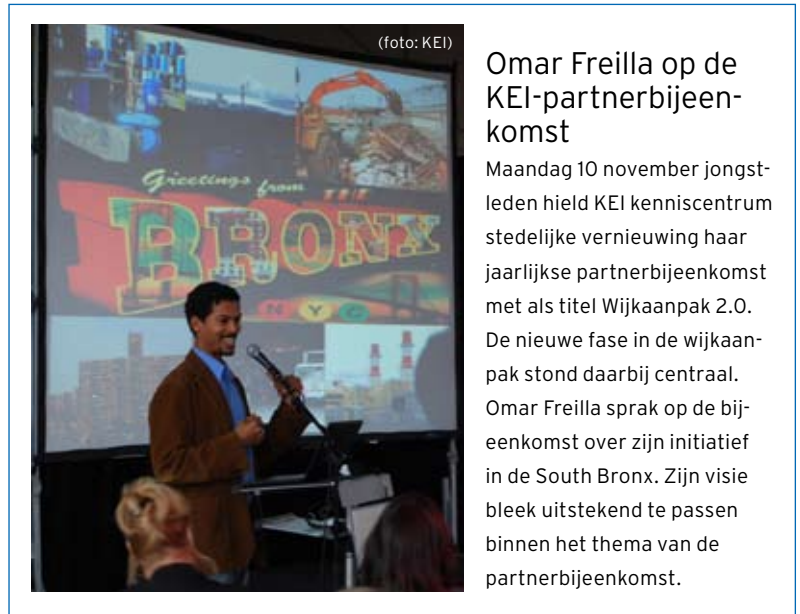 (foto: KEI)
Greetings from THE
BRONX
NYC
Omar Freilla op de
KEI-partnerbijeen-
komst
Maandag 10 november jongst-
leden hield KEI kenniscentrum
stedelijke vernieuwing haar
jaarlijkse partnerbijeenkomst
met als titel Wijkaanpak 2.0.
De nieuwe fase in de wijkaan-
pak stond daarbij centraal.
Omar Freilla sprak op de bij-
eenkomst over zijn initiatief
in de South Bronx. Zijn visie
bleek uitstekend te passen
binnen het thema van de
partnerbijeenkomst.